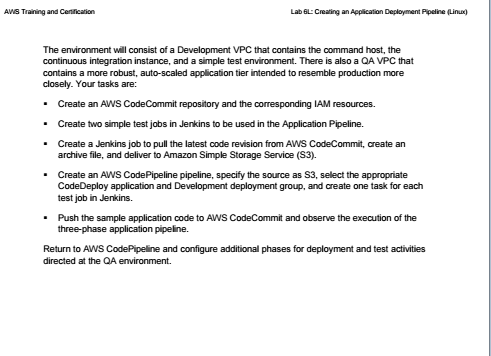 AWS Training and Certification
Lab 6L: Creating an Application Deployment Pipeline (Linux)
The environment will consist of a Development VPC that contains the command host, the
continuous integration instance, and a simple test environment. There is also a QA VPC that
contains a more robust, auto-scaled application tier intended to resemble production more
closely. Your tasks are:
▪ Create an AWS CodeCommit repository and the corresponding IAM resources.
▪ Create two simple test jobs in Jenkins to be used in the Application Pipeline.
▪ Create a Jenkins job to pull the latest code revision from AWS CodeCommit, create an
archive file, and deliver to Amazon Simple Storage Service (S3).
▪ Create an AWS CodePipeline pipeline, specify the source as S3, select the appropriate
CodeDeploy application and Development deployment group, and create one task for each
test job in Jenkins.
▪ Push the sample application code to AWS CodeCommit and observe the execution of the
three-phase application pipeline.
Return to AWS CodePipeline and configure additional phases for deployment and test activities
directed at the QA environment.